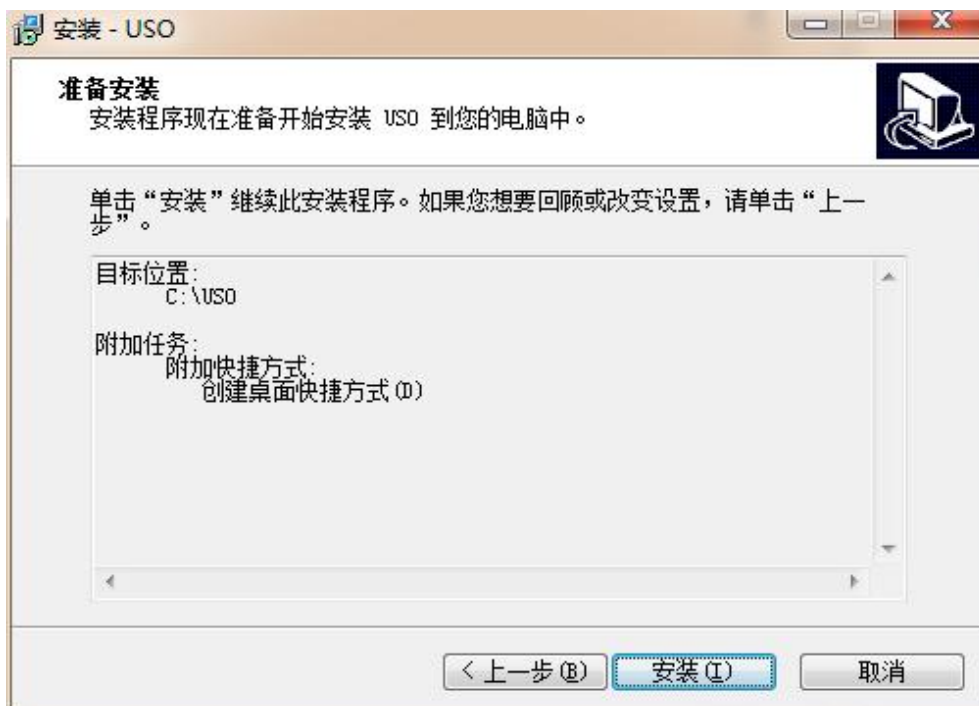 安装 - USO
准备安装
安装程序现在准备开始安装 USO 到您的电脑中。
单击“安装”继续此安装程序。如果您想要回顾或改变设置，请单击“上一
步”。
目标位置:
C:\USO
附加任务:
附加快捷方式:
创建桌面快捷方式(D)
< 上一步(B)
安装(I)
取消